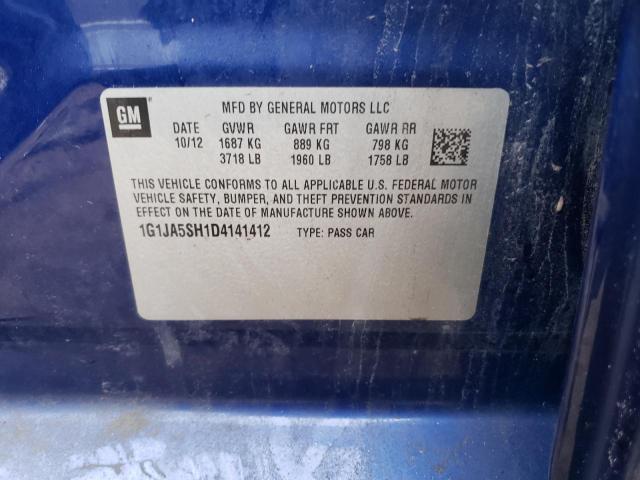 GM
MFD BY GENERAL MOTORS LLC
DATE GVWR GAWR FRT GAWR RR
10/12 1687 KG 889 KG 798 KG
3718 LB 1960 LB 1758 LB
THIS VEHICLE CONFORMS TO ALL APPLICABLE U.S. FEDERAL MOTOR
VEHICLE SAFETY, BUMPER, AND THEFT PREVENTION STANDARDS IN
EFFECT ON THE DATE OF MANUFACTURE SHOWN ABOVE.
1G1JA5SH1D4141412 TYPE: PASS CAR